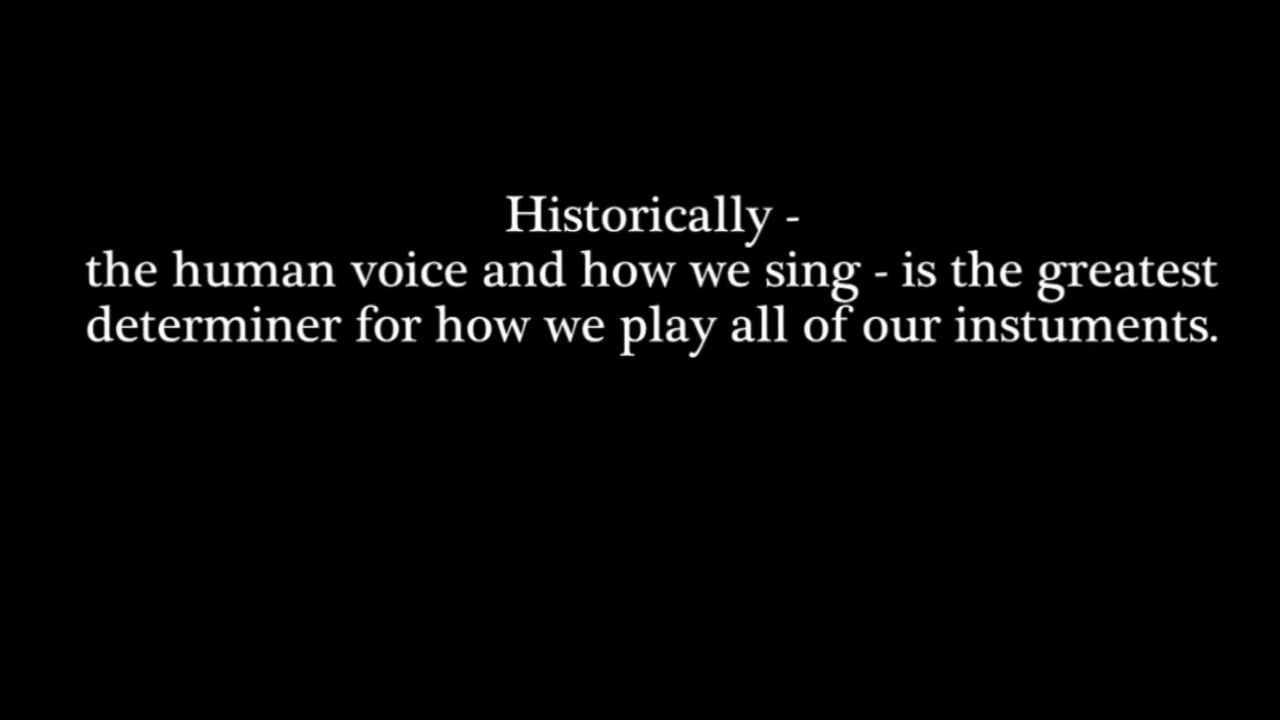 Historically -
the human voice and how we sing - is the greatest
determiner for how we play all of our instuments.